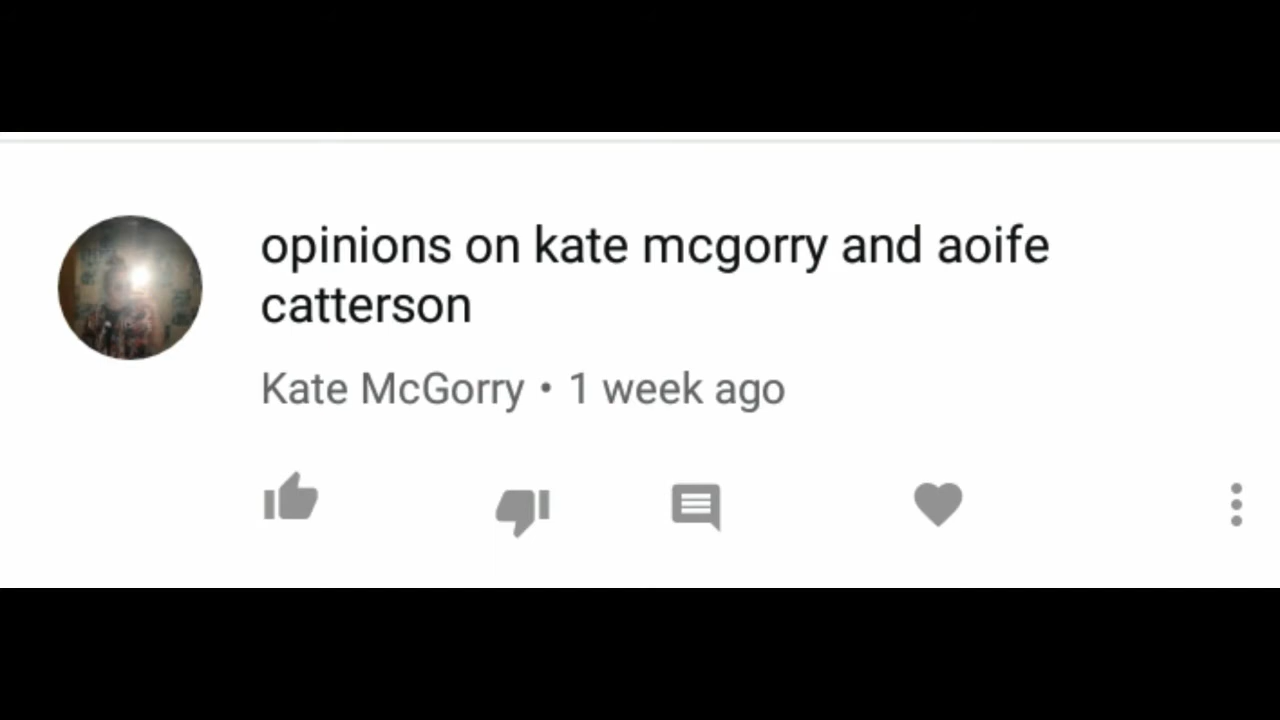 opinions on kate mcgorry and aoife
catterson
Kate McGorry • 1 week ago